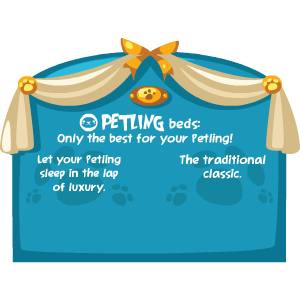 PETLING beds:
Only the best for your Petling!
Let your Petling
sleep in the lap
of luxury.
The traditional
classic.